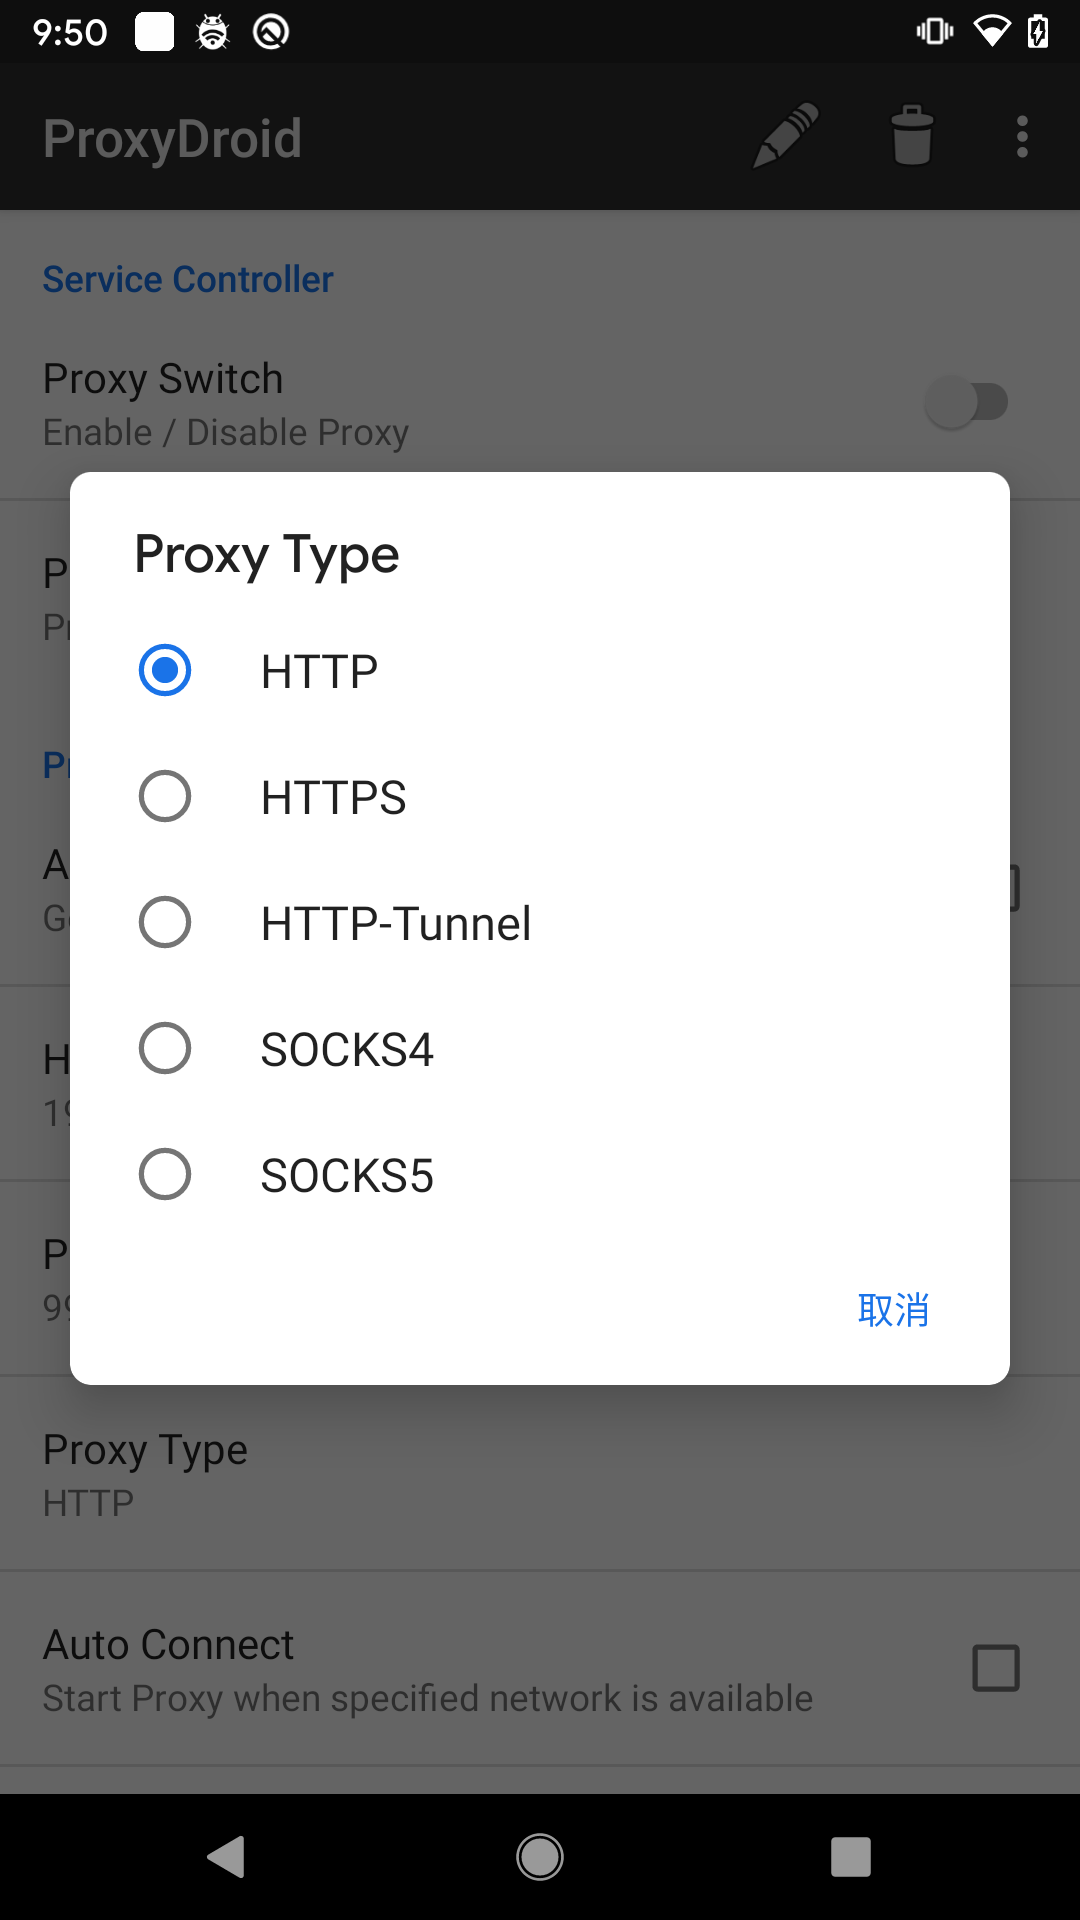 9:50
ProxyDroid
Service Controller
Proxy Switch
Enable / Disable Proxy
Proxy Type
HTTP
HTTPS
HTTP-Tunnel
SOCKS4
SOCKS5
取消
Proxy Type
HTTP
Auto Connect
Start Proxy when specified network is available